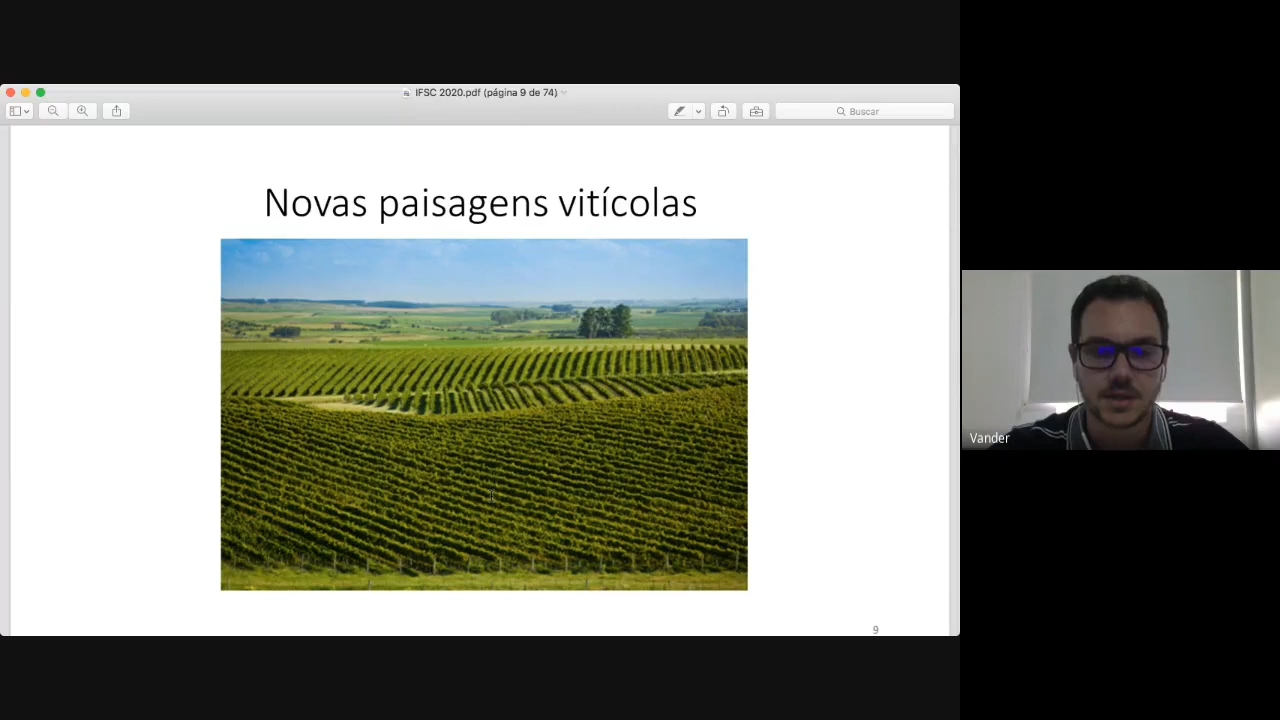 IFSC 2020.pdf (página 9 de 74)
Buscar
Novas paisagens vitícolas
Vander
9